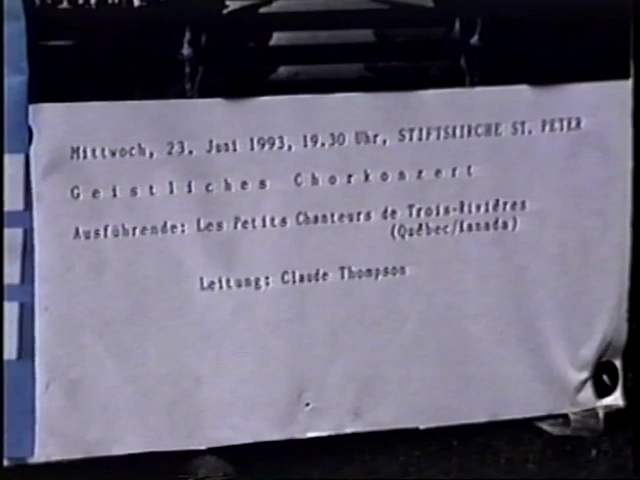 Mittwoch, 23. Juni 1993, 19.30 Uhr, STIFTSKIRCHE ST. PETER
G e i s t l i c h e s   C h o r k o n z e r t
Ausführende: Les Petits Chanteurs de Trois-Rivières
(Québec/Kanada)
Leitung: Claude Thompson